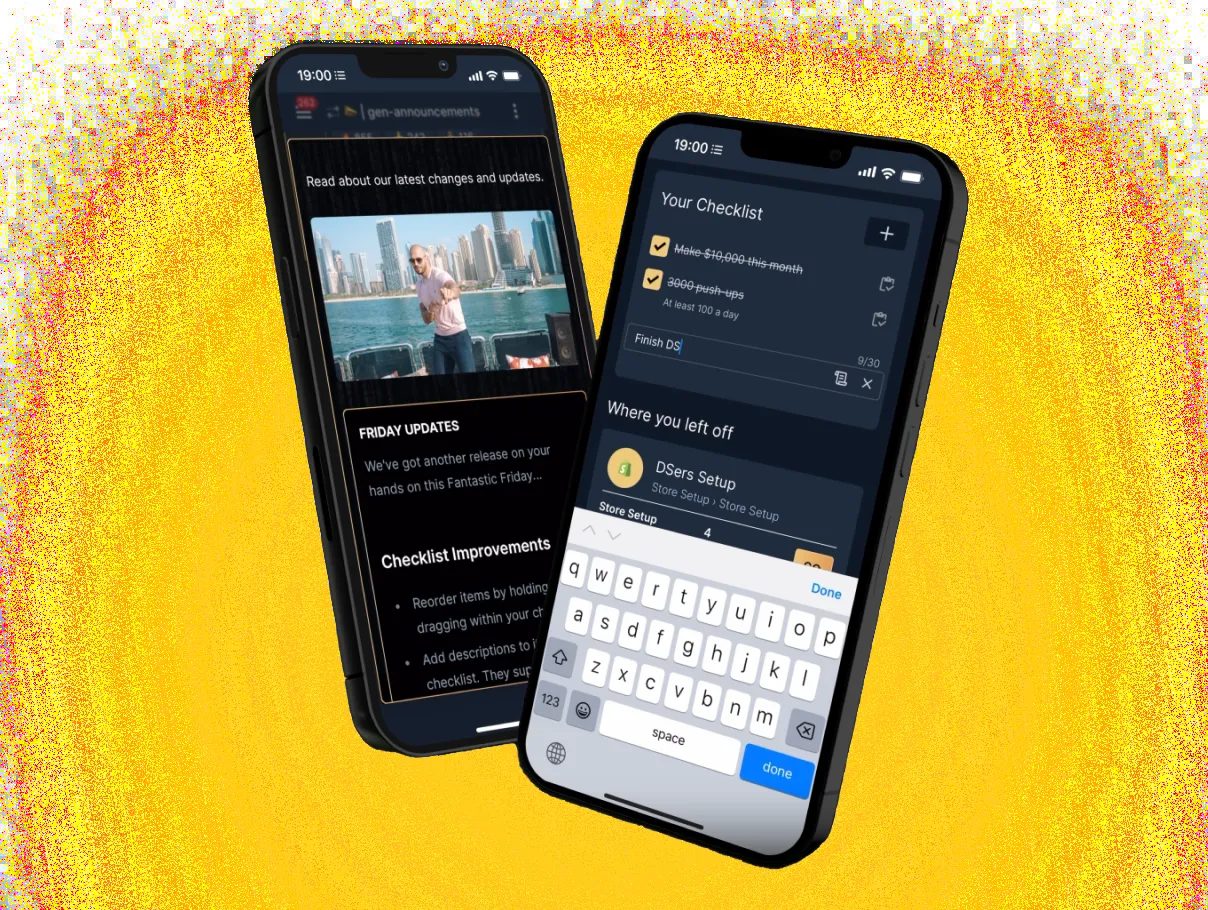 19:00
263
gen-announcements
Read about our latest changes and updates.
FRIDAY UPDATES
We've got another release on your
hands on this Fantastic Friday...
Checklist Improvements
• Reorder items by holding
dragging within your ch
• Add descriptions to
checklist. They sup
19:00
Your Checklist
+
Make $10,000 this month
3000 push-ups
At least 100 a day
9/30
Finish DS
Where you left off
DSers Setup
Store Setup › Store Setup
Store Setup
4
Done
q w e r t y u i o p
a s d f g h j k l
z x c v b n m
123
space
done